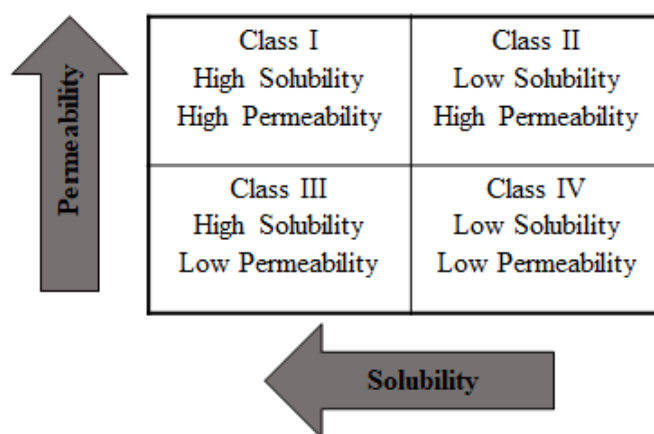 Permeability
Class I
High Solubility
High Permeability
Class II
Low Solubility
High Permeability
Class III
High Solubility
Low Permeability
Class IV
Low Solubility
Low Permeability
Solubility